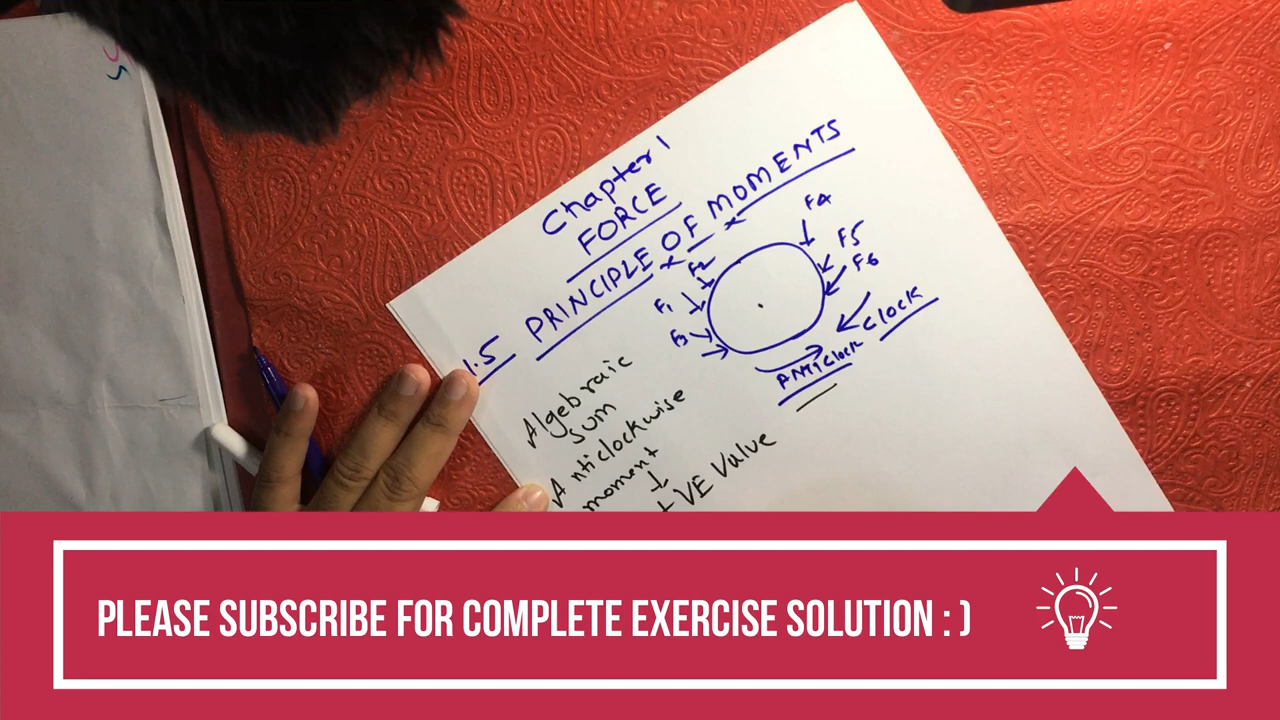 Chapter 1
FORCE
1.5 PRINCIPLE OF MOMENTS
F4
F5
F6
F2
F1
F3
CLOCK
ANTICLOCK
Algebraic
Sum
Anticlockwise
moment
+VE Value
PLEASE SUBSCRIBE FOR COMPLETE EXERCISE SOLUTION : )